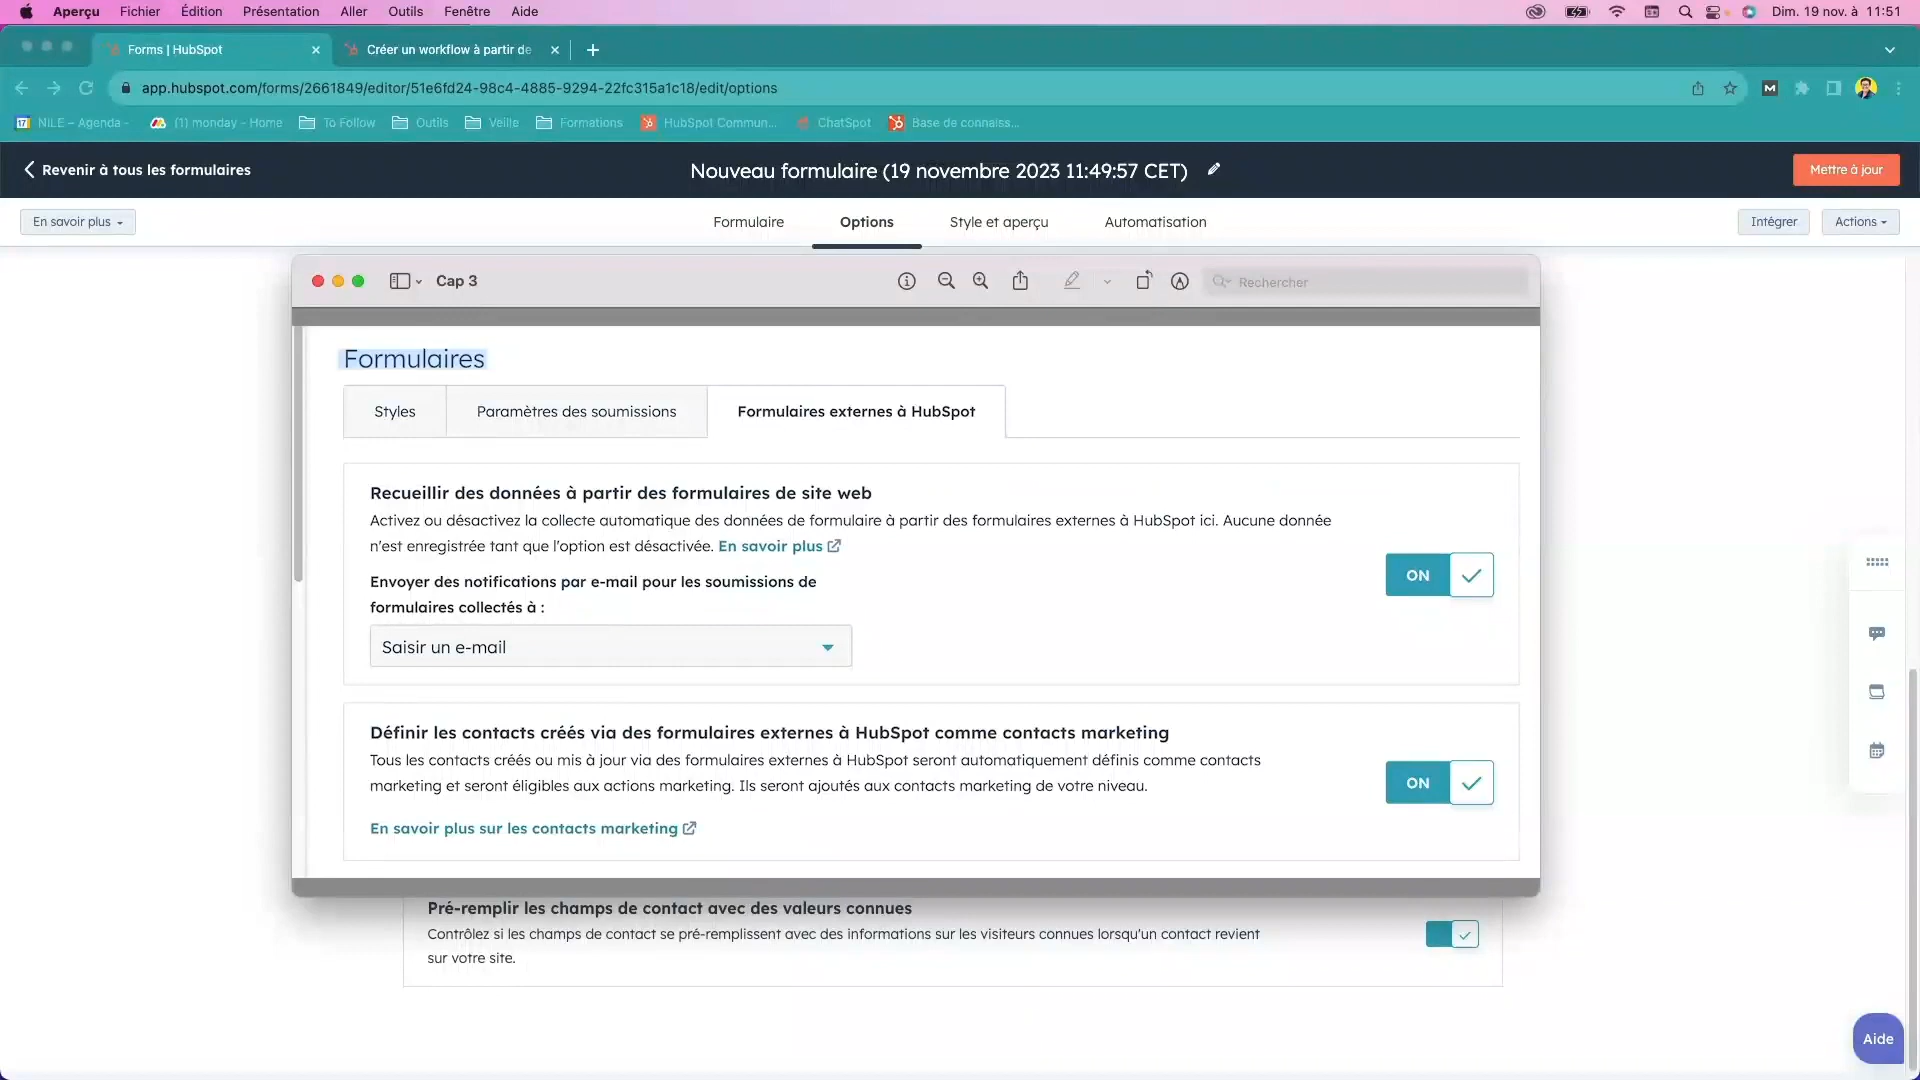 Aperçu Fichier Édition Présentation Aller Outils Fenêtre Aide Dim. 19 nov. à 11:51
Forms | HubSpot Créer un workflow à partir de
app.hubspot.com/forms/2661849/editor/51e6fd24-98c4-4885-9294-22fc315a1c18/edit/options
17 NILE – Agenda - (1) monday - Home To Follow Outils Veille Formations HubSpot Commun... ChatSpot Base de connaiss...
Revenir à tous les formulaires Nouveau formulaire (19 novembre 2023 11:49:57 CET) Mettre à jour
En savoir plus Formulaire Options Style et aperçu Automatisation Intégrer Actions
Cap 3 Rechercher
Formulaires
Styles Paramètres des soumissions Formulaires externes à HubSpot
Recueillir des données à partir des formulaires de site web
Activez ou désactivez la collecte automatique des données de formulaire à partir des formulaires externes à HubSpot ici. Aucune donnée
n'est enregistrée tant que l'option est désactivée. En savoir plus
ON
Envoyer des notifications par e-mail pour les soumissions de
formulaires collectés à :
Saisir un e-mail
Définir les contacts créés via des formulaires externes à HubSpot comme contacts marketing
Tous les contacts créés ou mis à jour via des formulaires externes à HubSpot seront automatiquement définis comme contacts
marketing et seront éligibles aux actions marketing. Ils seront ajoutés aux contacts marketing de votre niveau.
ON
En savoir plus sur les contacts marketing
Pré-remplir les champs de contact avec des valeurs connues
Contrôlez si les champs de contact se pré-remplissent avec des informations sur les visiteurs connues lorsqu'un contact revient
sur votre site.
Aide